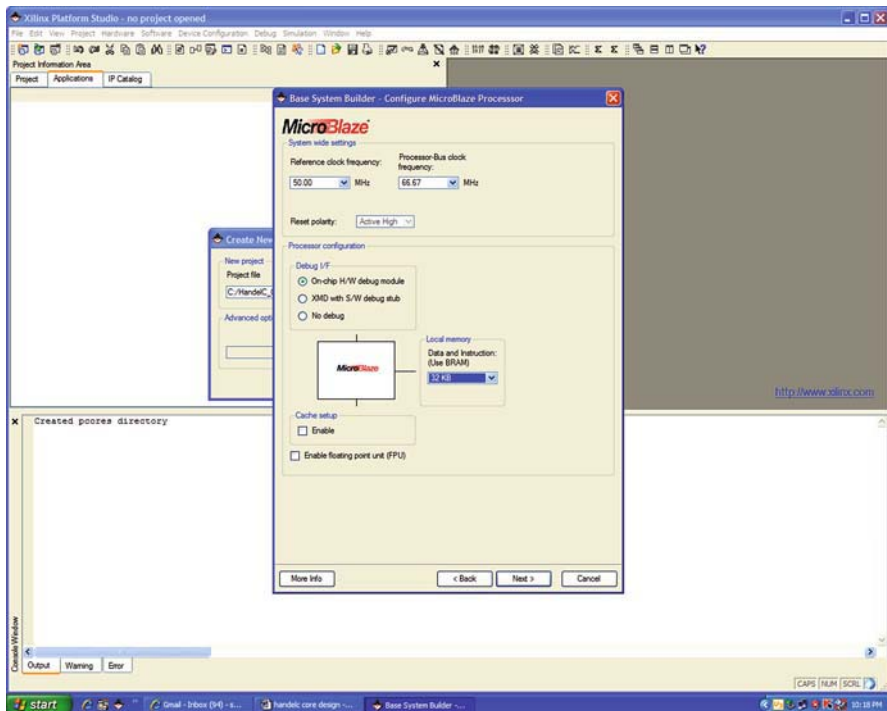 Xilinx Platform Studio - no project opened
File Edit View Project Hardware Software Device Configuration Debug Simulation Window Help
Project Information Area
Project Applications IP Catalog
Base System Builder - Configure MicroBlaze Processsor
MicroBlaze
System wide settings
Reference clock frequency:
Processor-Bus clock
frequency:
50.00 MHz 66.67 MHz
Reset polarity: Active High
Create New
New project
Project file
C:/HandelC_
Advanced opti
Processor configuration
Debug I/F
On-chip H/W debug module
XMD with S/W debug stub
No debug
MicroBlaze
Local memory
Data and Instruction:
(Use BRAM)
32 KB
Cache setup
Enable
Enable floating point unit (FPU)
http://www.xilinx.com
Created pcores directory
More Info < Back Next > Cancel
Console Window
Output Warning Error
CAPS NUM SCRL
start Gmail - Inbox (94) - s... handelc core design -... Base System Builder -... 10:18 PM